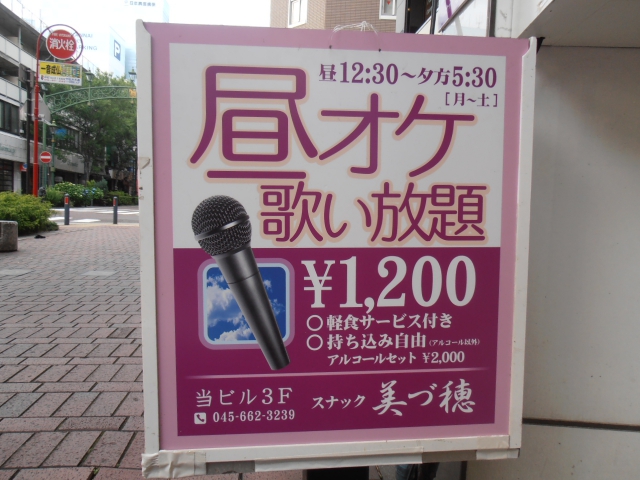 昼12:30～夕方5:30
[月～土]
昼オケ
歌い放題
¥1,200
○軽食サービス付き
○持ち込み自由(アルコール以外)
アルコールセット ¥2,000
当ビル3F
045-662-3239
スナック 美づ穂
消火栓
P